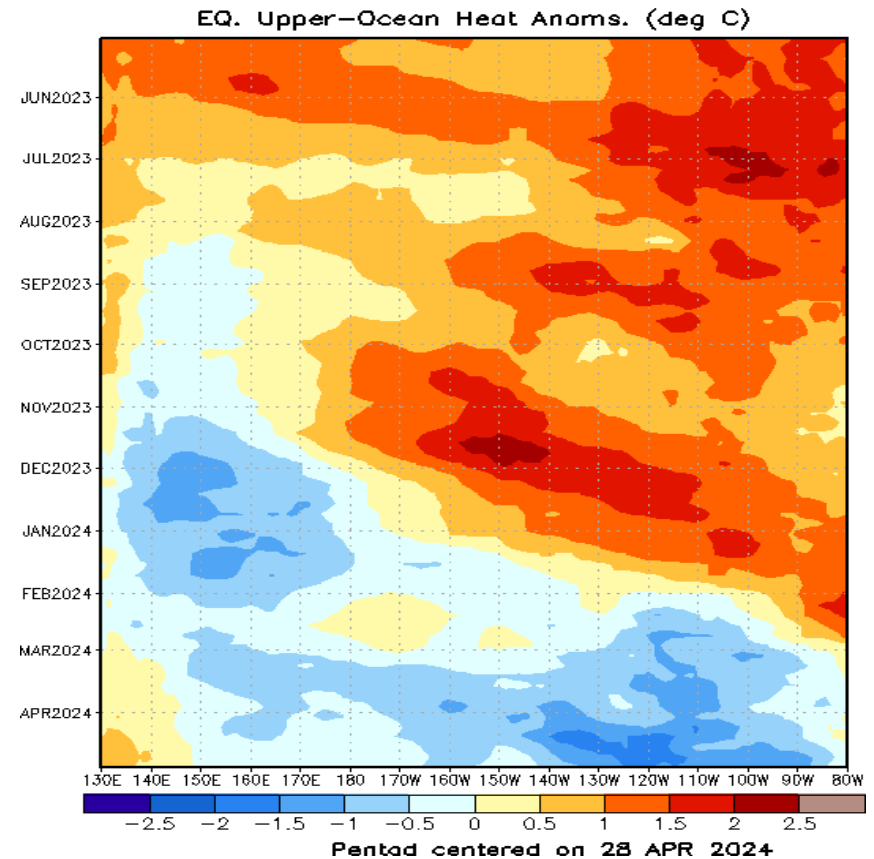 EQ. Upper-Ocean Heat Anoms. (deg C)
JUN2023
JUL2023
AUG2023
SEP2023
OCT2023
NOV2023
DEC2023
JAN2024
FEB2024
MAR2024
APR2024
130E 140E 150E 160E 170E 180 170W 160W 150W 140W 130W 120W 110W 100W 90W 80W
-2.5 -2 -1.5 -1 -0.5 0 0.5 1 1.5 2 2.5
Pentad centered on 28 APR 2024